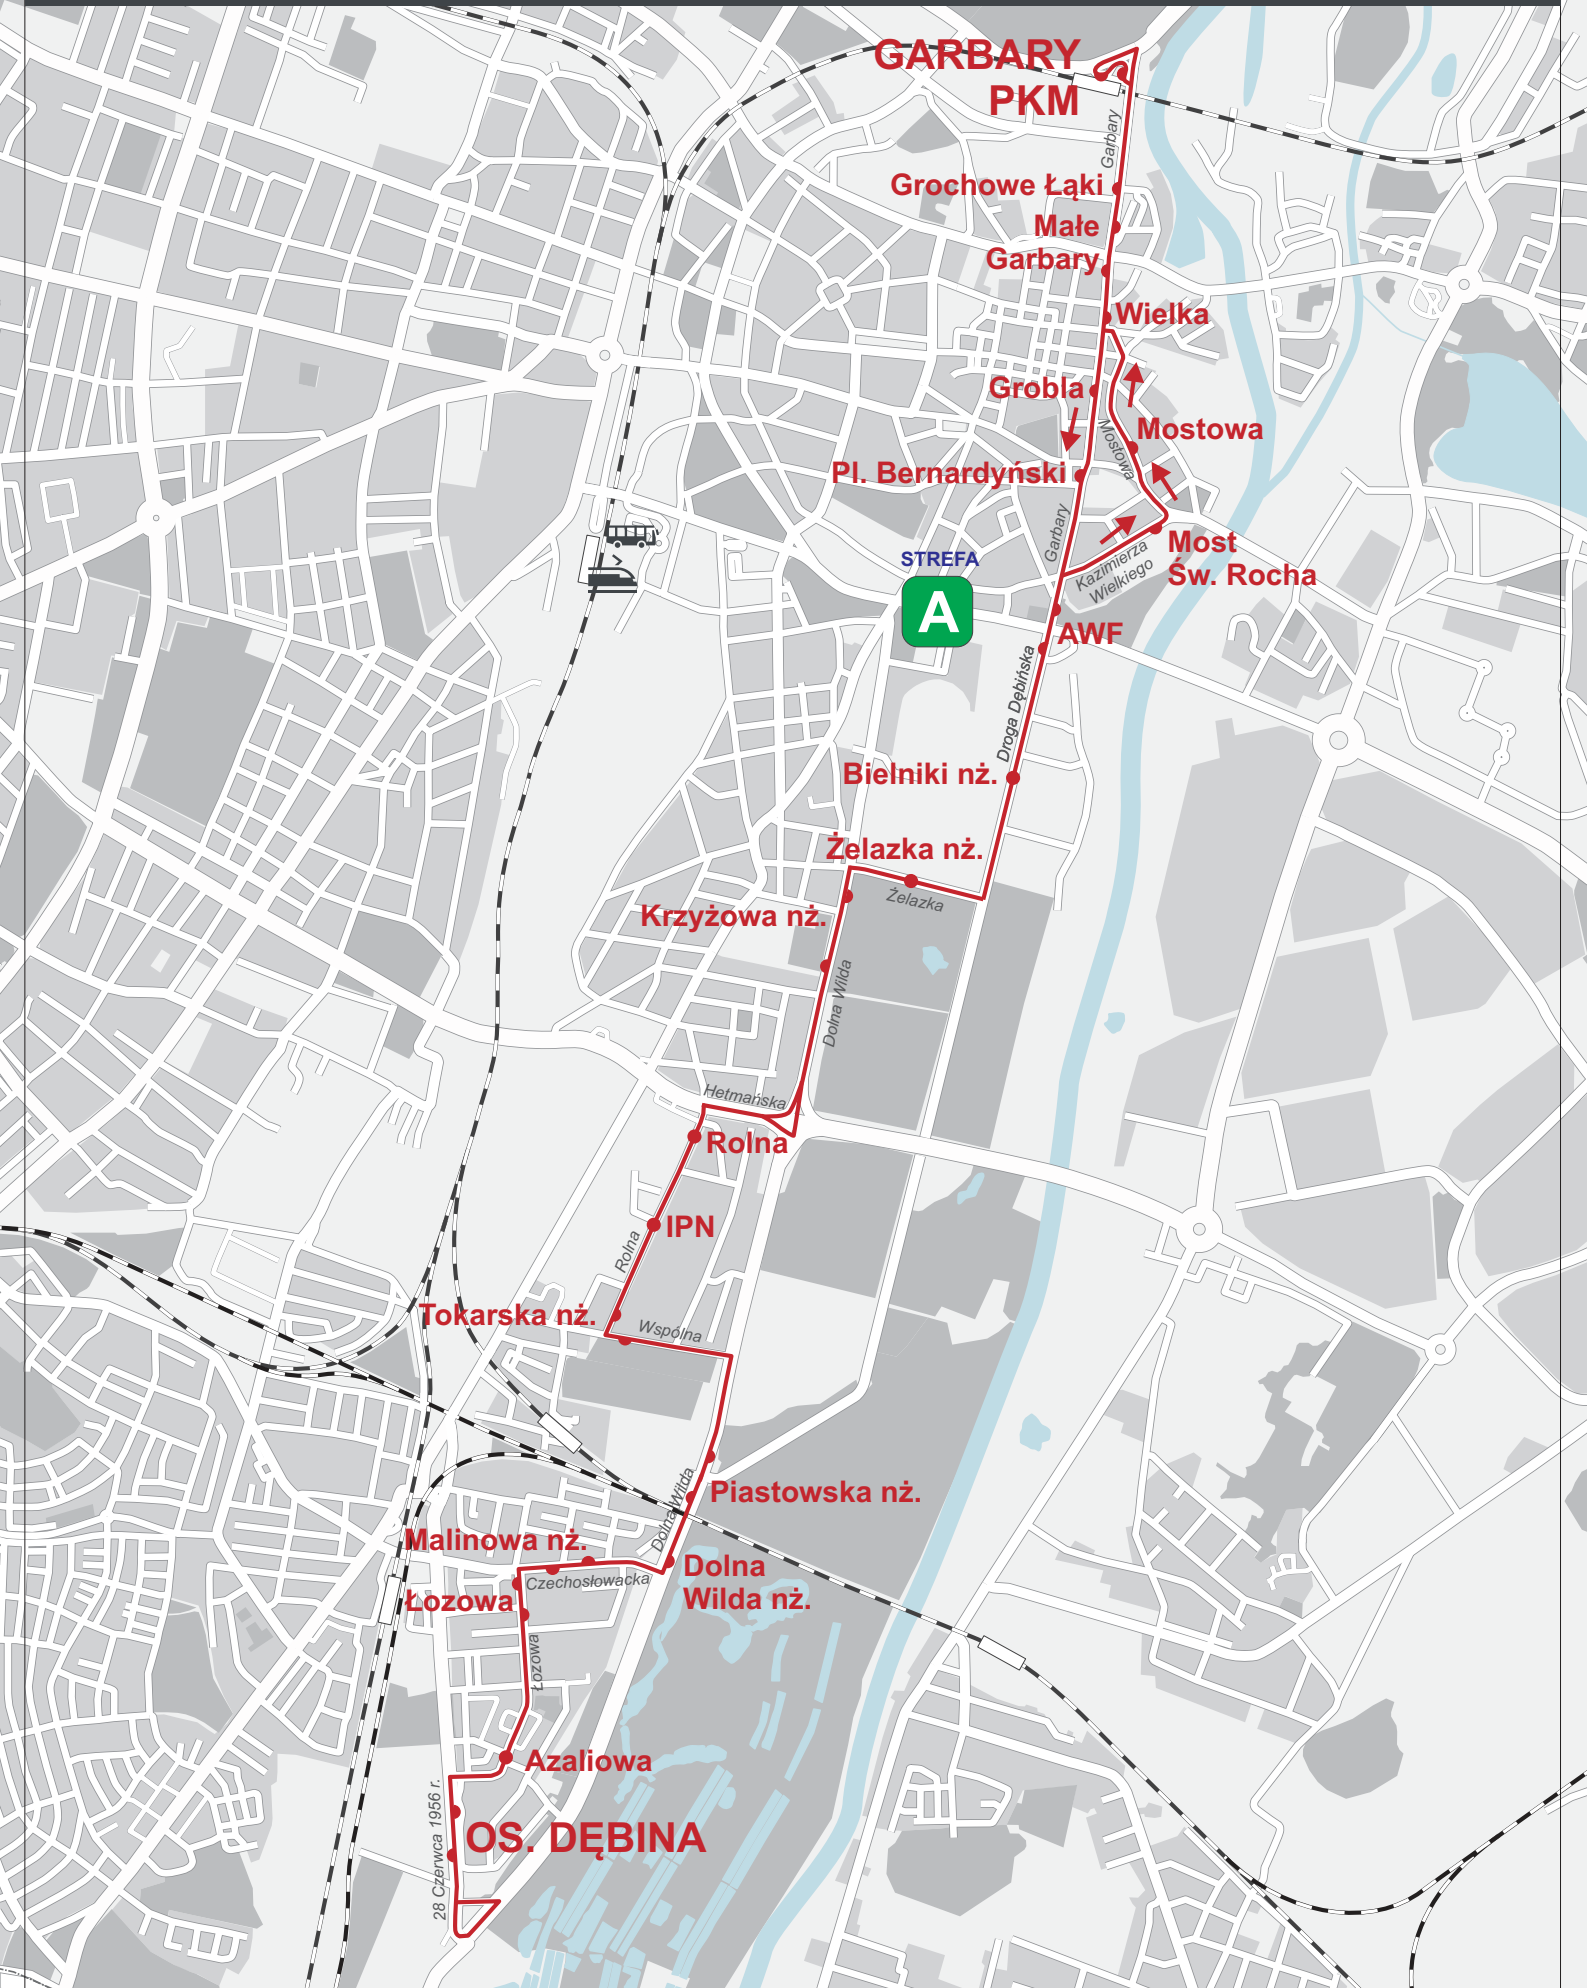 GARBARY
PKM
Garbary
Grochowe Łąki
Małe
Garbary
Wielka
Grobla
Mostowa
Mostowa
Pl. Bernardyński
Garbary
Most
Św. Rocha
Kazimierza
Wielkiego
STREFA
A
AWF
Droga Dębińska
Bielniki nż.
Żelazka nż.
Żelazka
Krzyżowa nż.
Dolna Wilda
Hetmańska
Rolna
IPN
Rolna
Tokarska nż.
Wspólna
Piastowska nż.
Dolna Wilda
Malinowa nż.
Dolna
Wilda nż.
Czechosłowacka
Łozowa
Łozowa
Azaliowa
28 Czerwca 1956 r.
OS. DĘBINA